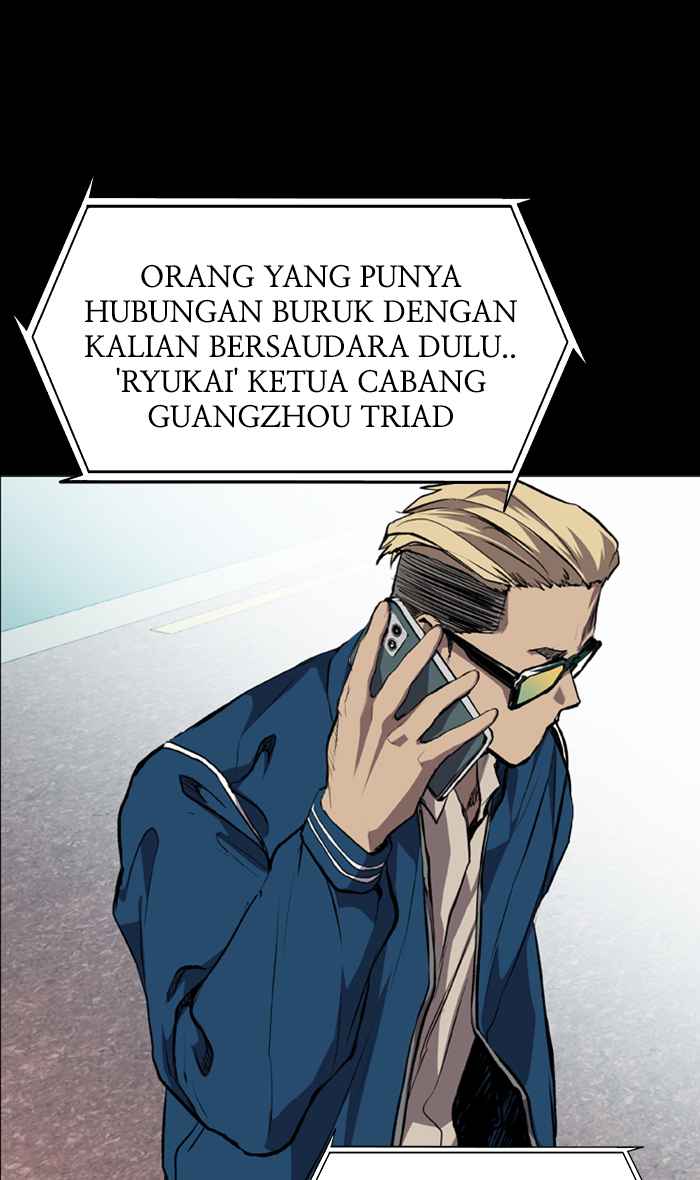 ORANG YANG PUNYA
HUBUNGAN BURUK DENGAN
KALIAN BERSAUDARA DULU..
'RYUKAI' KETUA CABANG
GUANGZHOU TRIAD